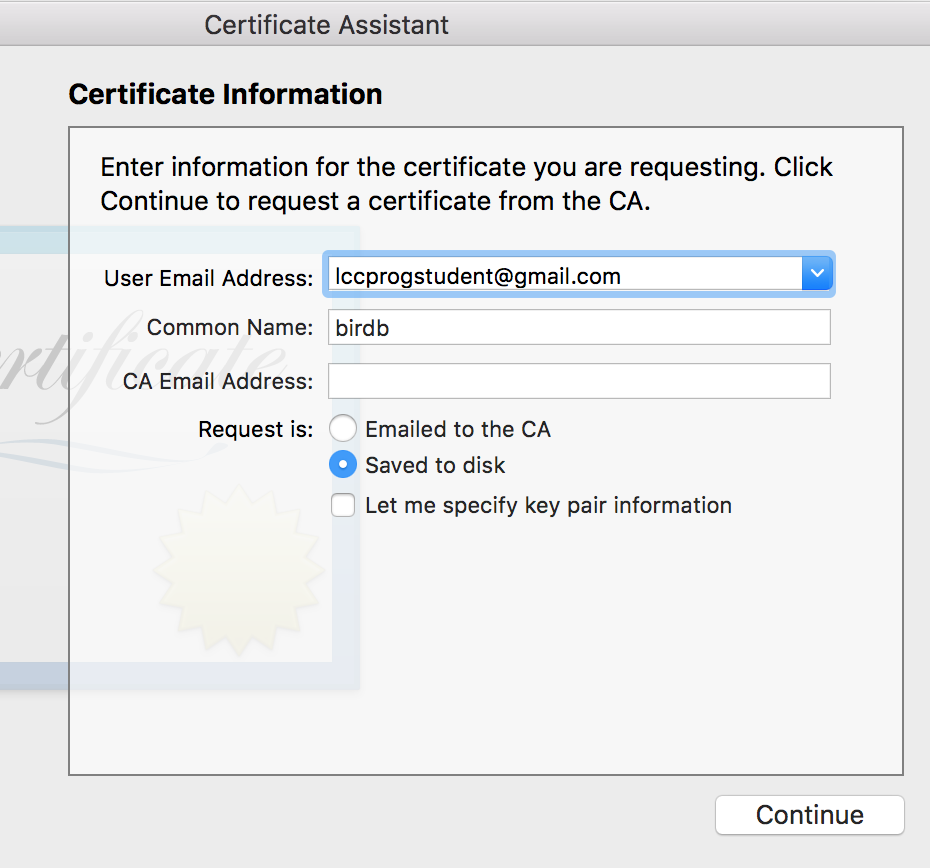 Certificate Assistant
Certificate Information
Enter information for the certificate you are requesting. Click
Continue to request a certificate from the CA.
User Email Address: lccprogstudent@gmail.com
Common Name: birdb
CA Email Address:
Request is: Emailed to the CA
Saved to disk
Let me specify key pair information
Continue